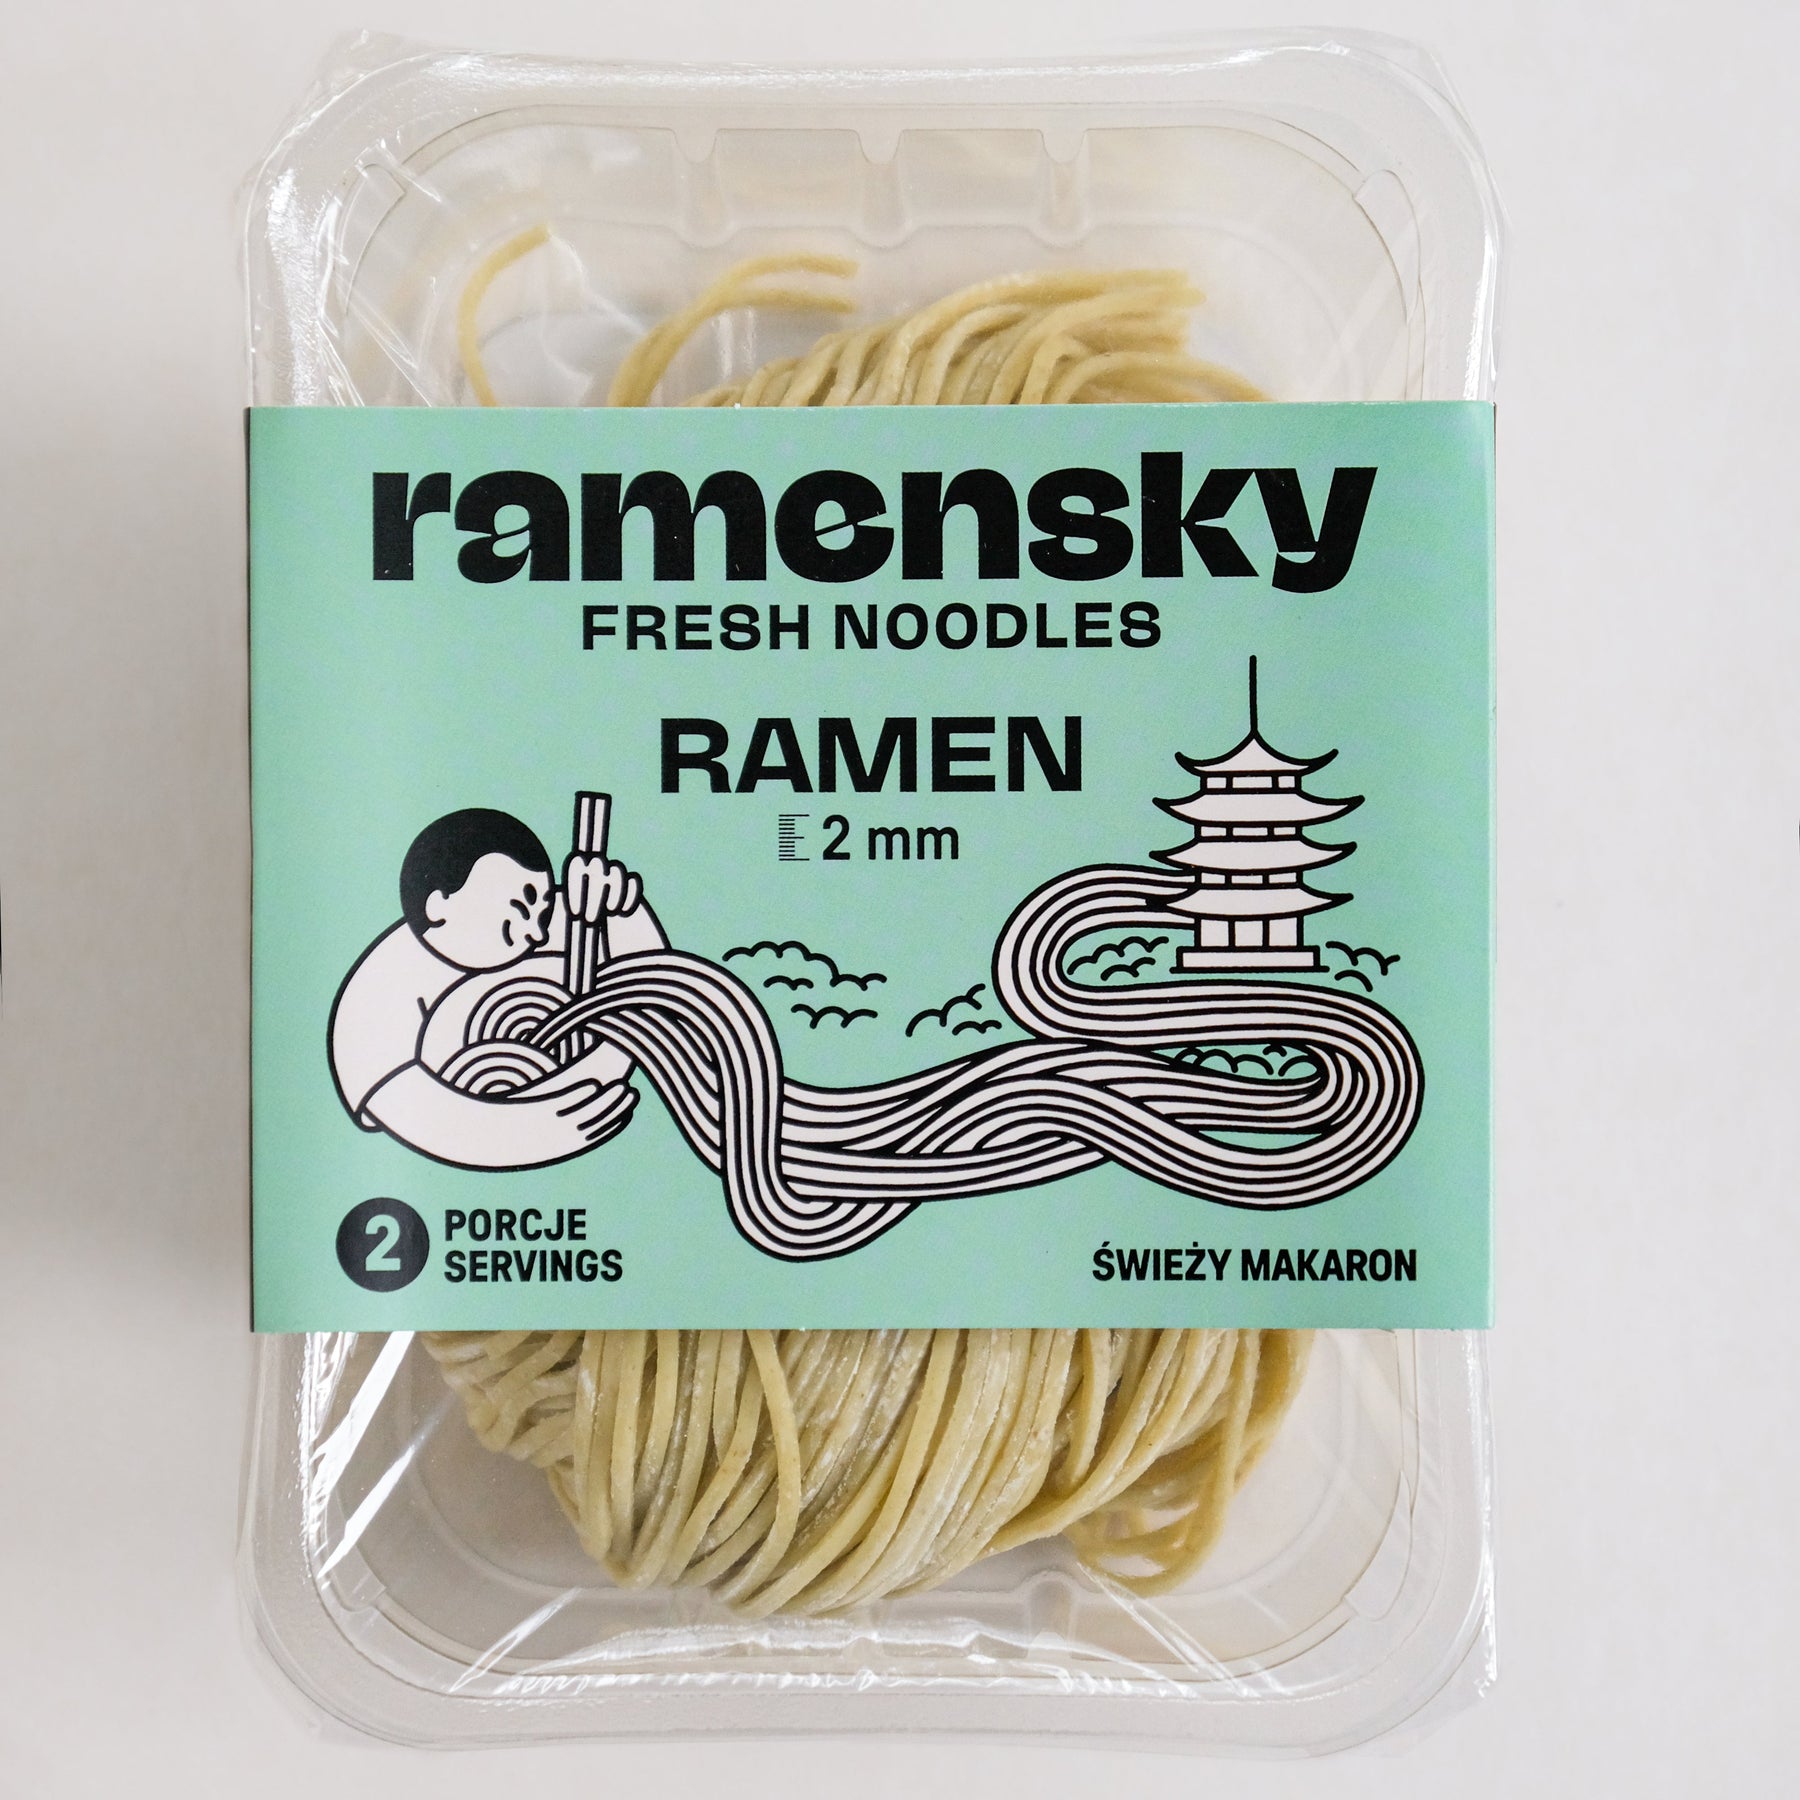 ramensky
FRESH NOODLES
RAMEN
2 mm
2 PORCJE
SERVINGS
ŚWIEŻY MAKARON